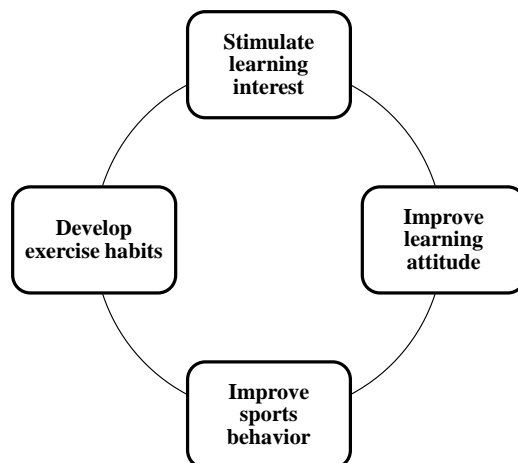 Stimulate
learning
interest
Improve
learning
attitude
Improve
sports
behavior
Develop
exercise habits